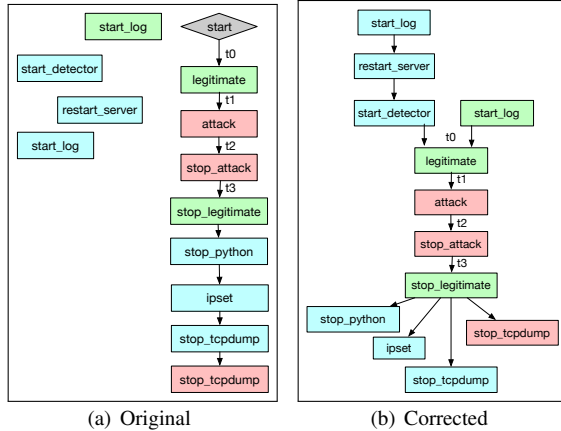 start_log
start
t0
start_detector
legitimate
t1
restart_server
attack
t2
start_log
stop_attack
t3
stop_legitimate
stop_python
ipset
stop_tcpdump
stop_tcpdump
(a) Original
start_log
restart_server
start_detector
start_log
t0
legitimate
t1
attack
t2
stop_attack
t3
stop_legitimate
stop_python
stop_tcpdump
ipset
stop_tcpdump
(b) Corrected